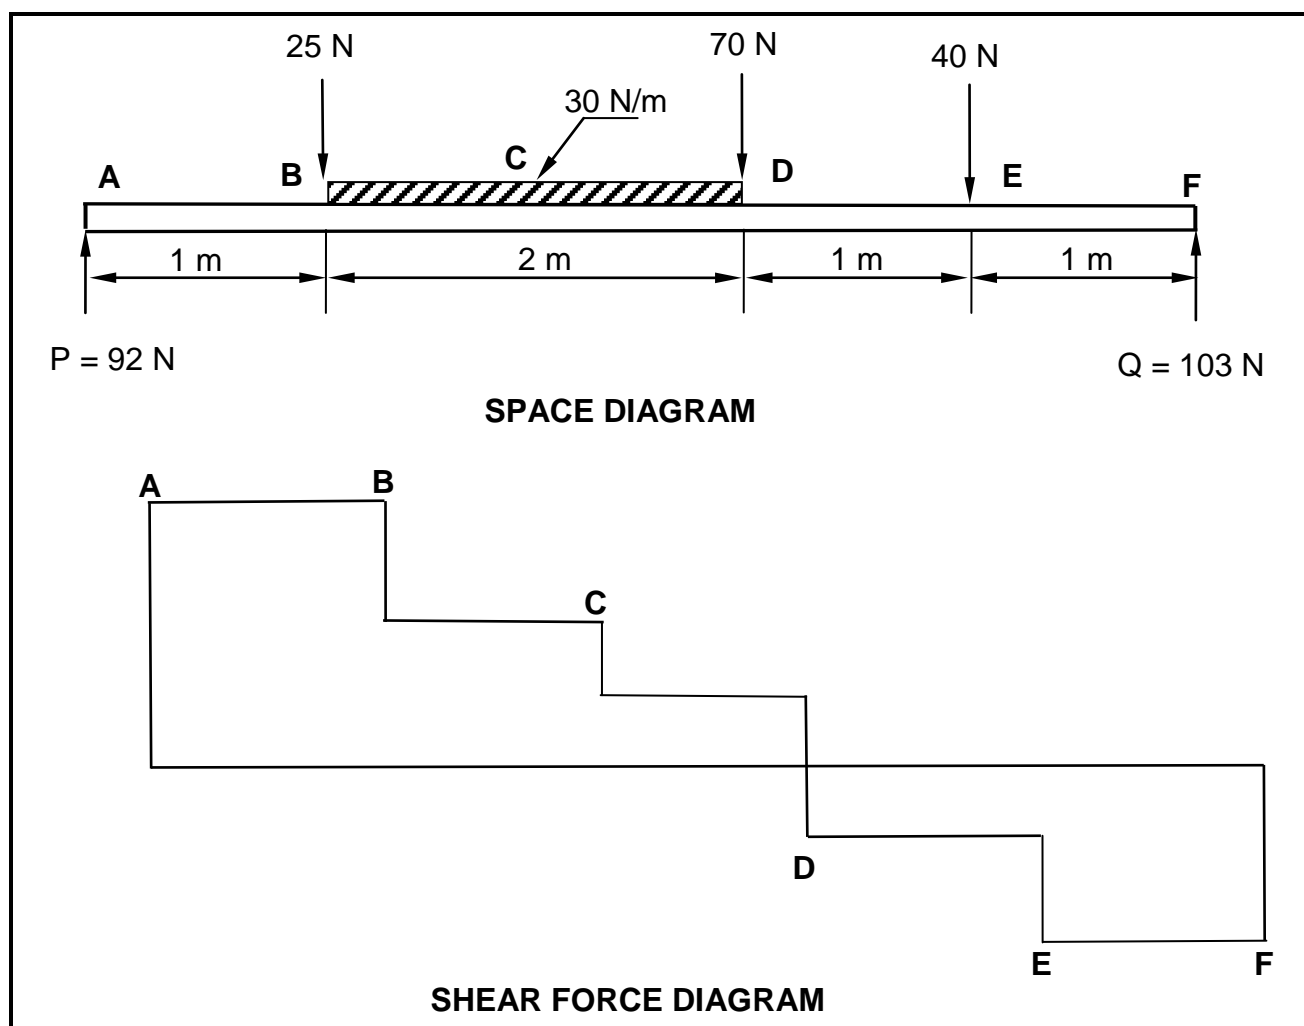 25 N 70 N 40 N
30 N/m
A B C D E F
1 m 2 m 1 m 1 m
P = 92 N Q = 103 N
SPACE DIAGRAM
A B
C
D
E F
SHEAR FORCE DIAGRAM